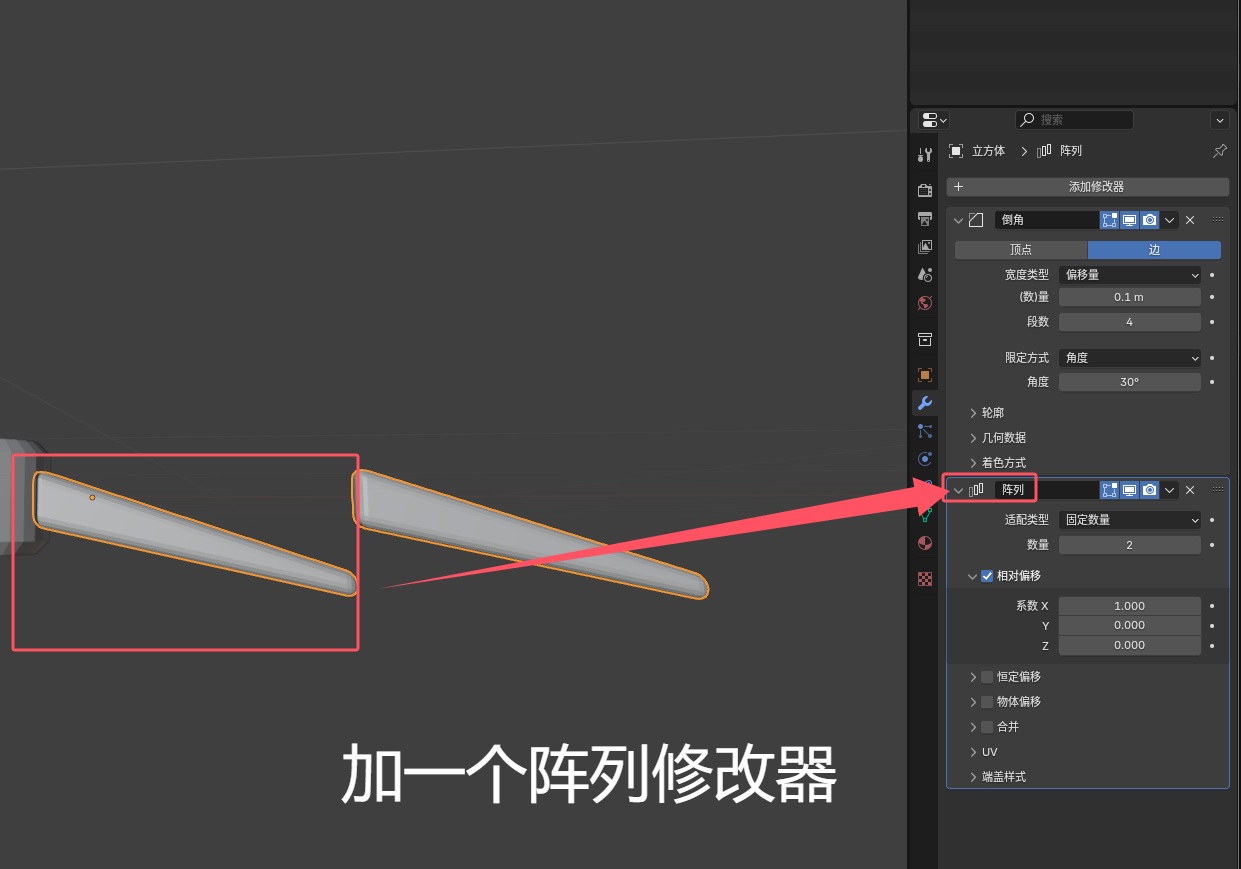 搜索
立方体 阵列
添加修改器
倒角
顶点 边
宽度类型 偏移量
(数)量 0.1 m
段数 4
限定方式 角度
角度 30°
轮廓
几何数据
着色方式
阵列
适配类型 固定数量
数量 2
相对偏移
系数 X 1.000
Y 0.000
Z 0.000
恒定偏移
物体偏移
合并
UV
端盖样式
加一个阵列修改器